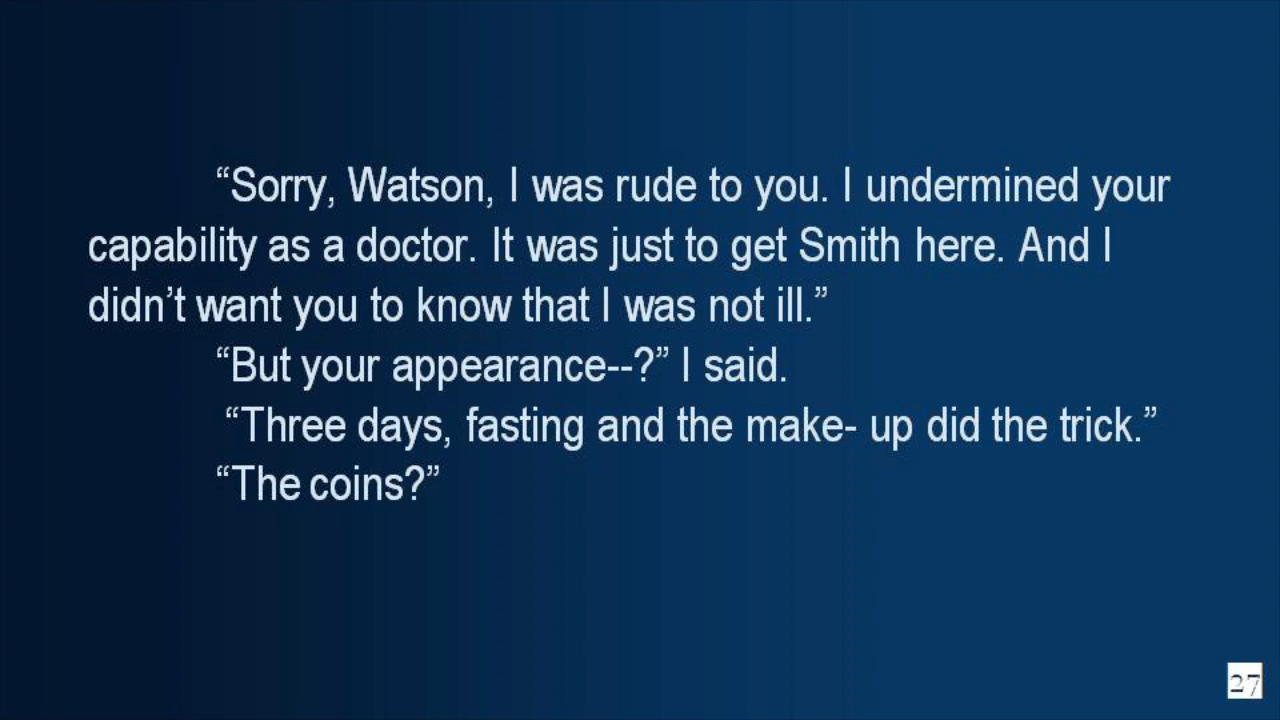 “Sorry, Watson, I was rude to you. I undermined your
capability as a doctor. It was just to get Smith here. And I
didn’t want you to know that I was not ill.”
“But your appearance--?” I said.
“Three days, fasting and the make- up did the trick.”
“The coins?”
27